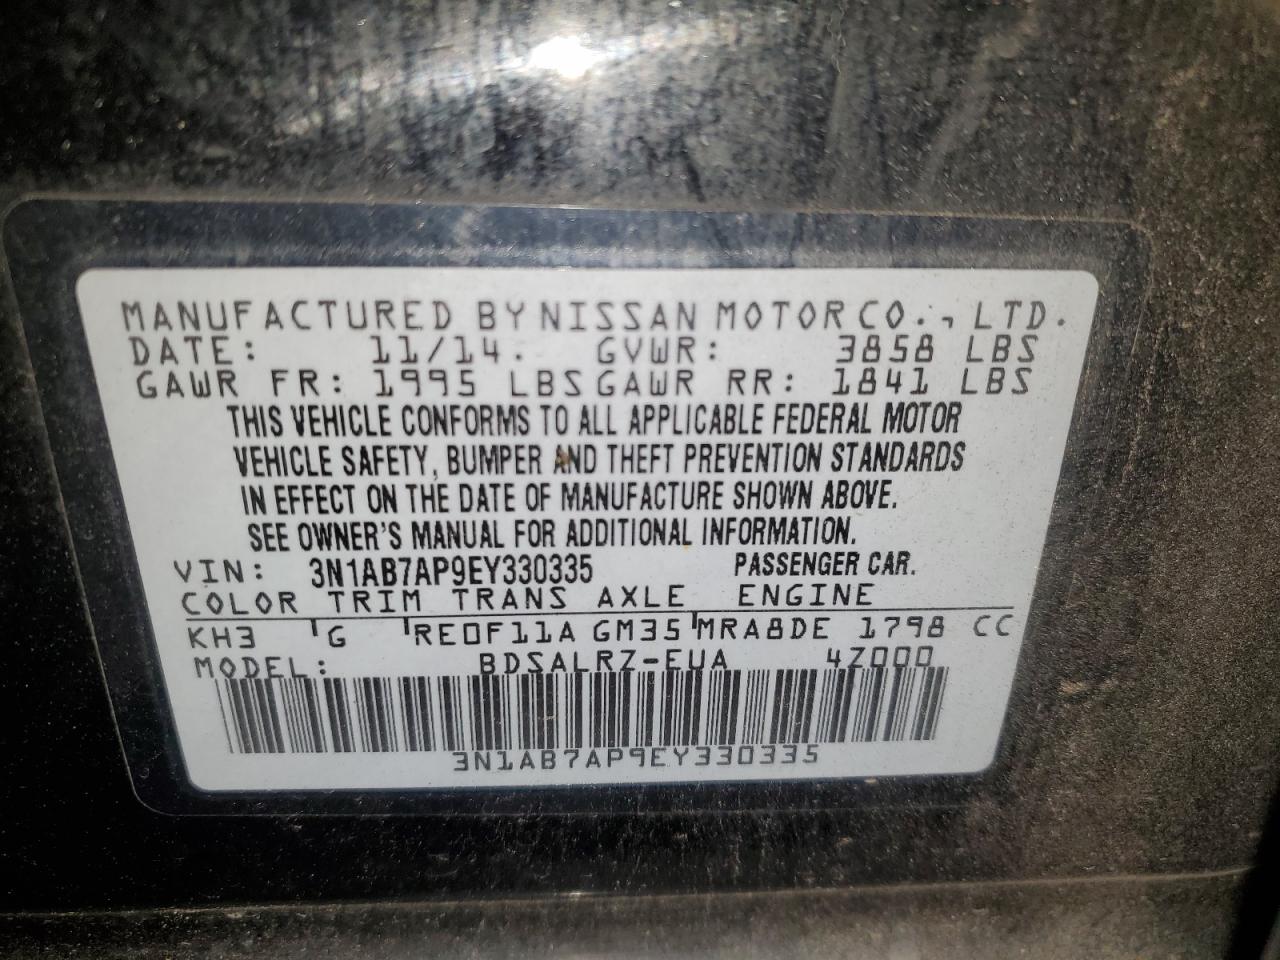 MANUFACTURED BY NISSAN MOTOR CO., LTD.
DATE: 11/14. GVWR: 3858 LBS
GAWR FR: 1995 LBS GAWR RR: 1841 LBS
THIS VEHICLE CONFORMS TO ALL APPLICABLE FEDERAL MOTOR
VEHICLE SAFETY, BUMPER AND THEFT PREVENTION STANDARDS
IN EFFECT ON THE DATE OF MANUFACTURE SHOWN ABOVE.
SEE OWNER'S MANUAL FOR ADDITIONAL INFORMATION.
VIN: 3N1AB7AP9EY330335 PASSENGER CAR.
COLOR TRIM TRANS AXLE ENGINE
KH3 G RE0F11A GM35 MRA8DE 1798 CC
MODEL: BDSALRZ-EUA 4Z000
3N1AB7AP9EY330335